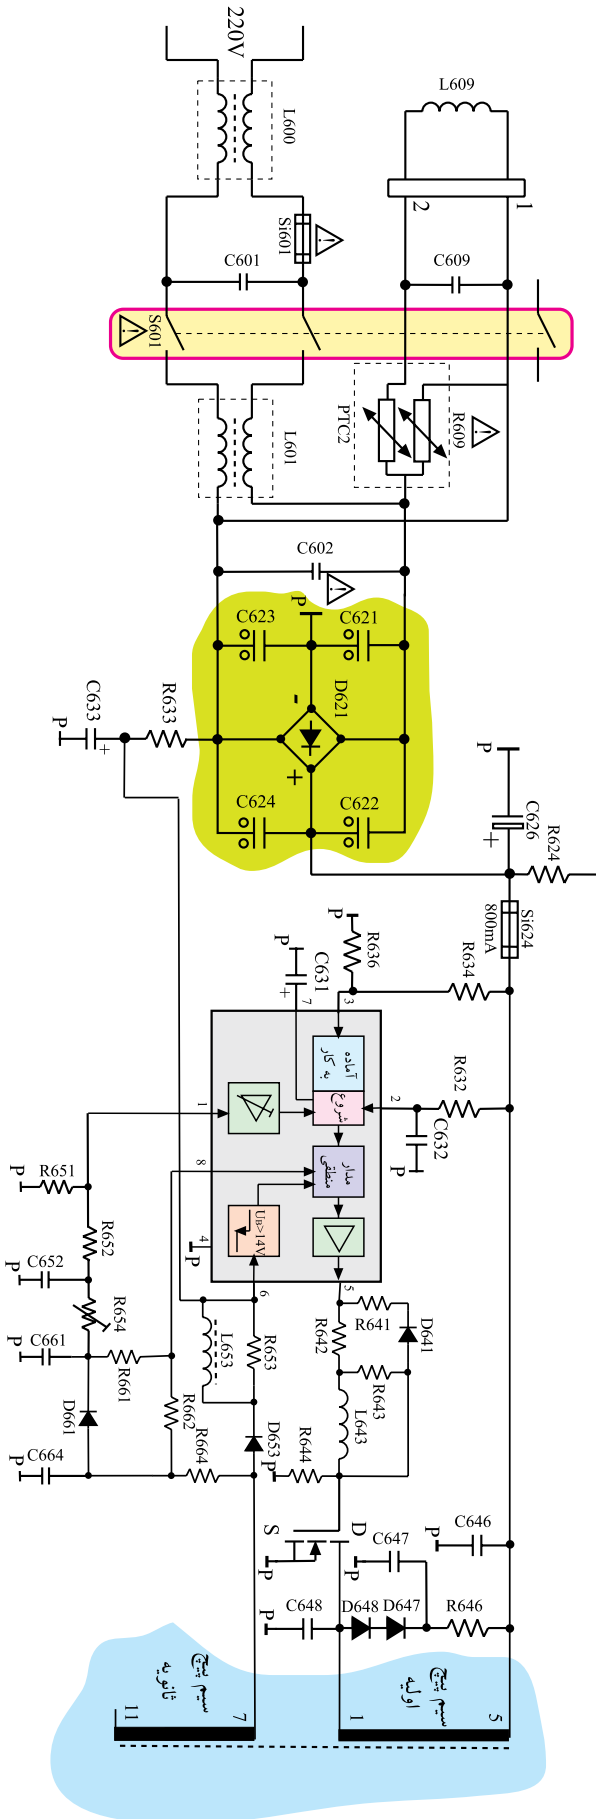 220V
L600
L609
1
2
Si601
C601
C609
S601
L601
PTC2
R609
C602
P
C623
C621
D621
-
+
C624
C622
P
C633
+
R633
P
C626
+
R624
Si624
800mA
P
R636
R634
P
C631
+
7
3
آماده
به کار
شروع
2
R632
C632
P
1
8
مدار
منطقی
UB>14V
4
P
6
5
P
R651
R652
P
C652
R654
P
C661
R661
D661
P
C664
R662
R664
L653
R653
D653
R641
D641
R642
R643
L643
R644
P
D
S
P
P
C646
P
C647
P
C648
D648
D647
R646
سیم پیچ
ثانویه
سیم پیچ
اولیه
11
7
1
5